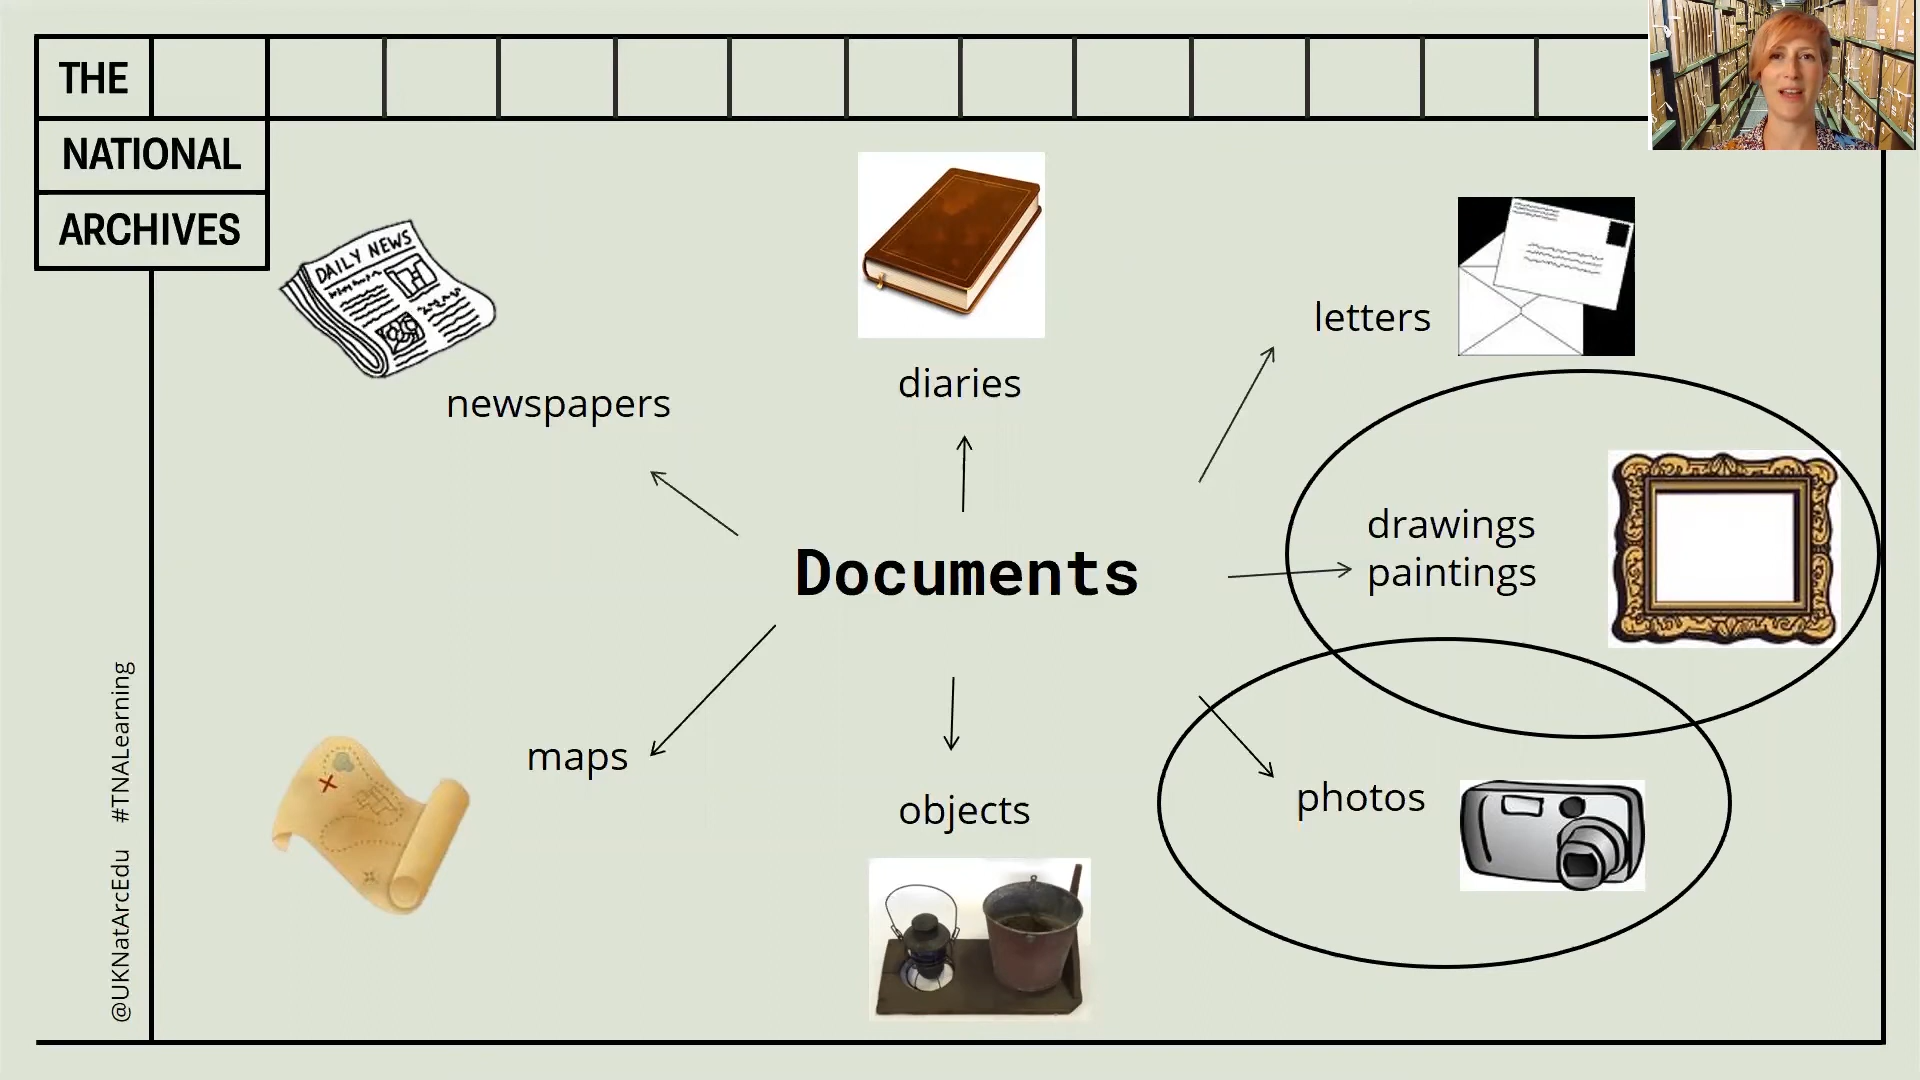 THE
NATIONAL
ARCHIVES
DAILY NEWS
newspapers
diaries
letters
drawings
paintings
Documents
maps
objects
photos
@UKNatArcEdu #TNALearning